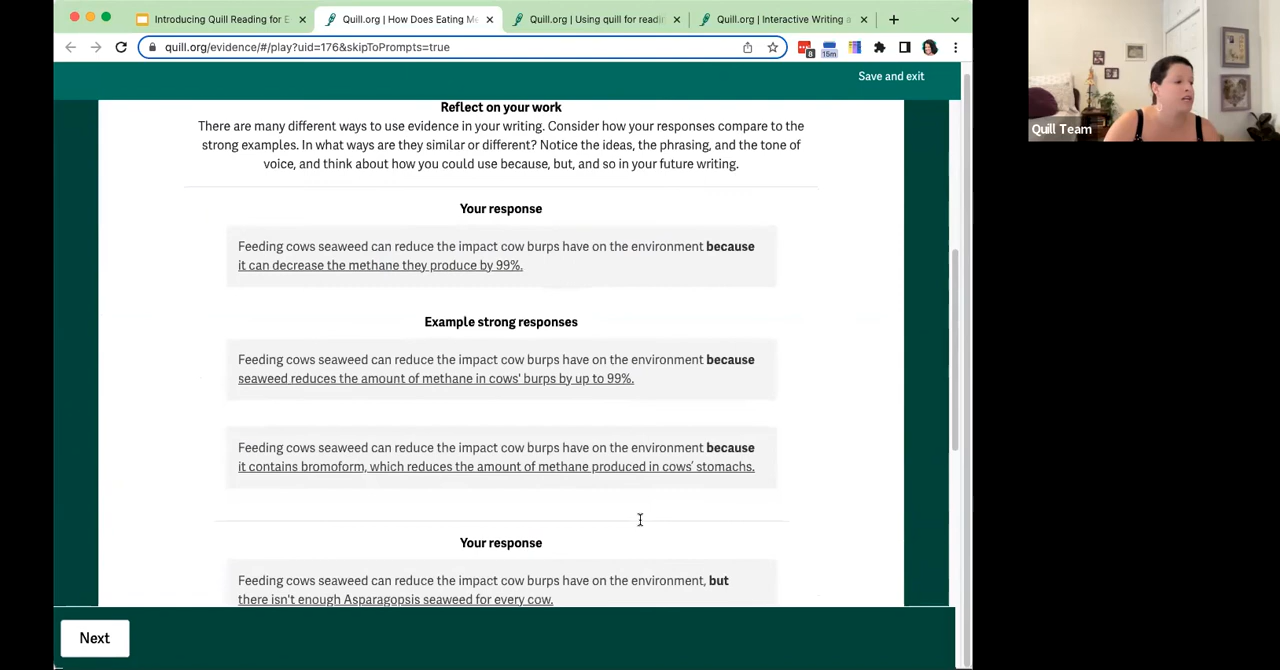 Introducing Quill Reading for E
Quill.org | How Does Eating Me
Quill.org | Using quill for readi
Quill.org | Interactive Writing a
quill.org/evidence/#/play?uid=176&skipToPrompts=true
8
15m
Save and exit
Quill Team
Reflect on your work
There are many different ways to use evidence in your writing. Consider how your responses compare to the
strong examples. In what ways are they similar or different? Notice the ideas, the phrasing, and the tone of
voice, and think about how you could use because, but, and so in your future writing.
Your response
Feeding cows seaweed can reduce the impact cow burps have on the environment because
it can decrease the methane they produce by 99%.
Example strong responses
Feeding cows seaweed can reduce the impact cow burps have on the environment because
seaweed reduces the amount of methane in cows' burps by up to 99%.
Feeding cows seaweed can reduce the impact cow burps have on the environment because
it contains bromoform, which reduces the amount of methane produced in cows’ stomachs.
Your response
Feeding cows seaweed can reduce the impact cow burps have on the environment, but
there isn't enough Asparagopsis seaweed for every cow.
Next